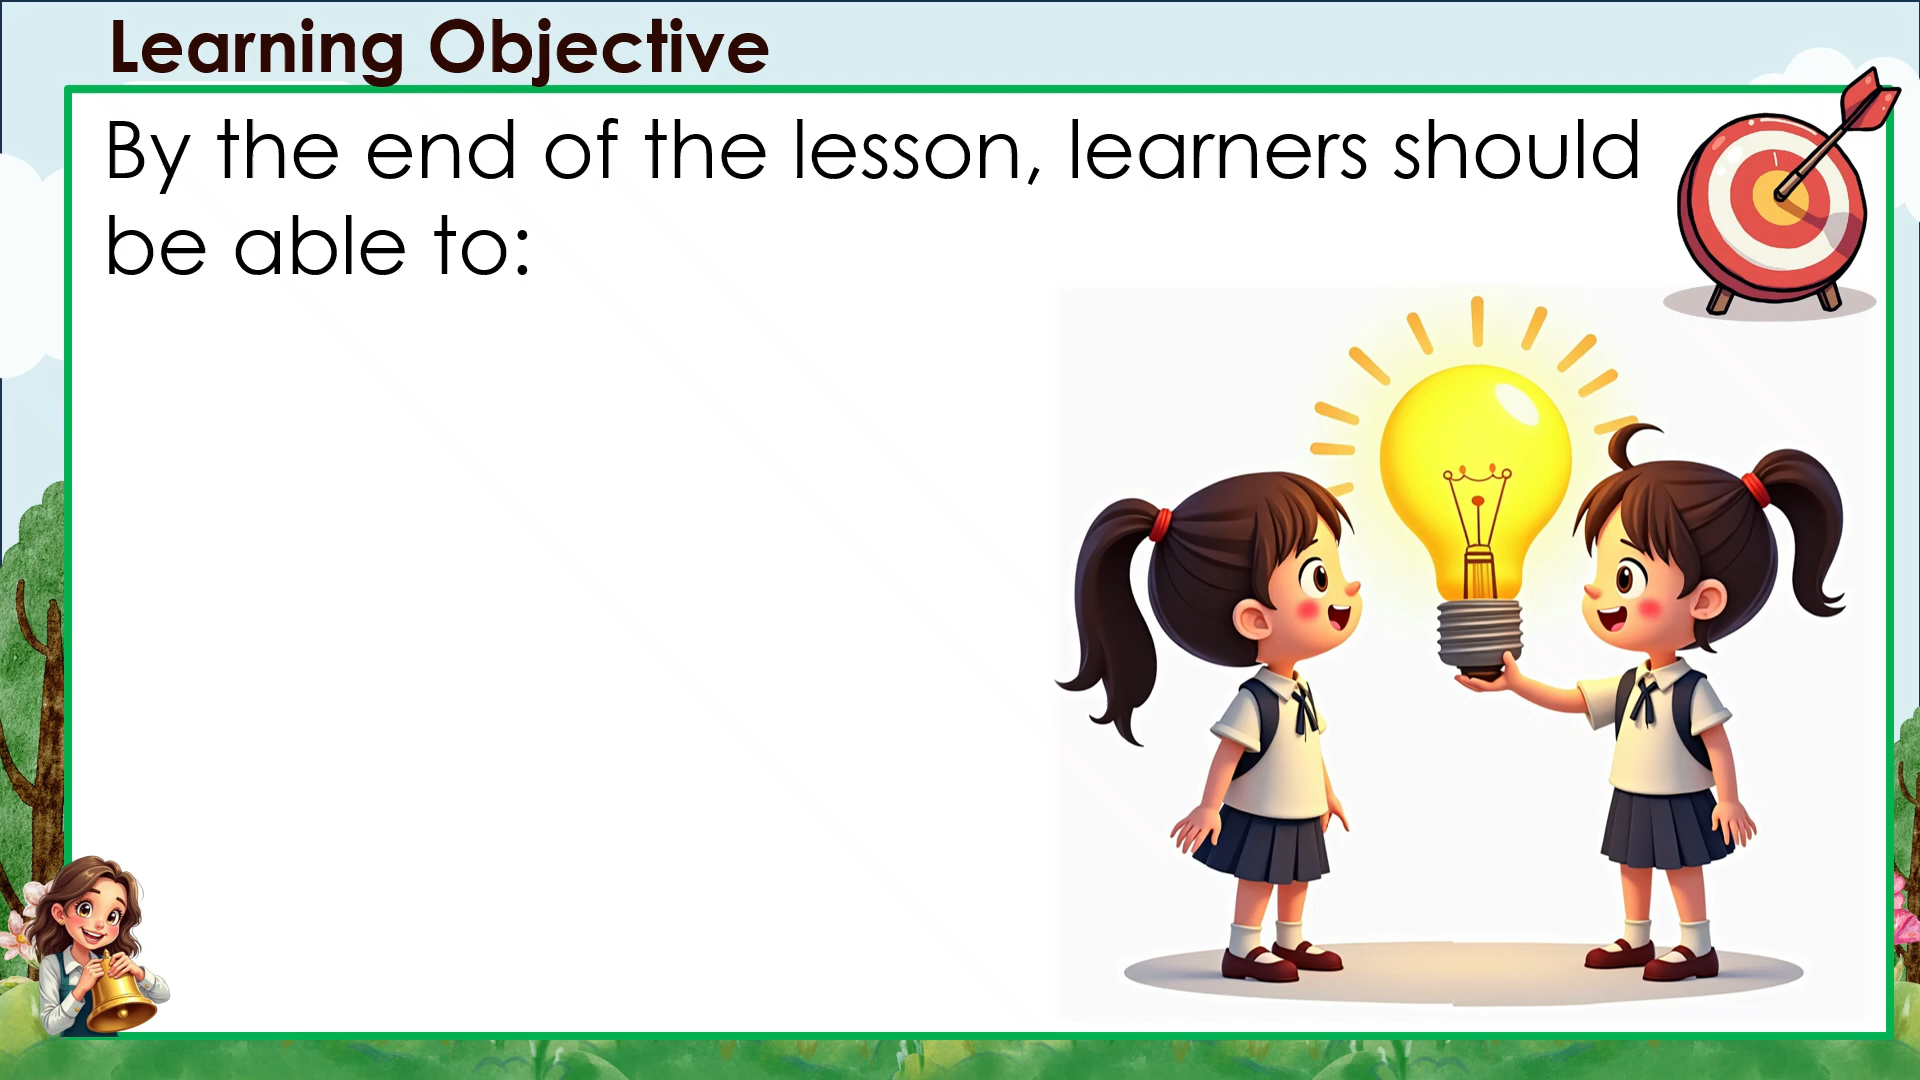 Learning Objective
By the end of the lesson, learners should
be able to: